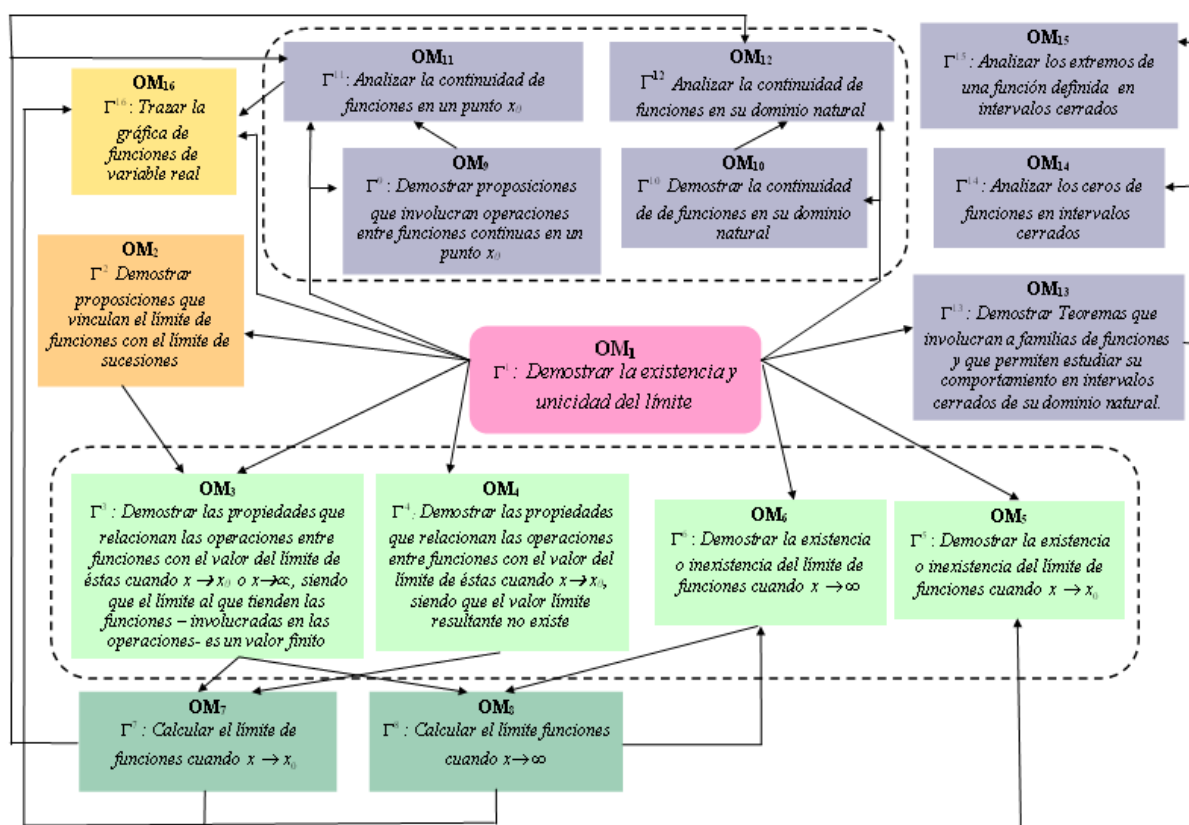 OM11
Γ11: Analizar la continuidad de
funciones en un punto x0
OM12
Γ12 Analizar la continuidad de
funciones en su dominio natural
OM15
Γ15: Analizar los extremos de
una función definida en
intervalos cerrados
OM16
Γ16: Trazar la
gráfica de
funciones de
variable real
OM9
Γ9: Demostrar proposiciones
que involucran operaciones
entre funciones continuas en un
punto x0
OM10
Γ10 Demostrar la continuidad
de de funciones en su dominio
natural
OM14
Γ14: Analizar los ceros de
funciones en intervalos
cerrados
OM2
Γ2 Demostrar
proposiciones que
vinculan el límite de
funciones con el límite de
sucesiones
OM13
Γ13: Demostrar Teoremas que
involucran a familias de funciones
y que permiten estudiar su
comportamiento en intervalos
cerrados de su dominio natural.
OM1
Γ1: Demostrar la existencia y
unicidad del límite
OM3
Γ3: Demostrar las propiedades que
relacionan las operaciones entre
funciones con el valor del límite de
éstas cuando x→x0 o x→∞, siendo
que el límite al que tienden las
funciones – involucradas en las
operaciones- es un valor finito
OM4
Γ4: Demostrar las propiedades
que relacionan las operaciones
entre funciones con el valor del
límite de éstas cuando x→x0,
siendo que el valor límite
resultante no existe
OM6
Γ6: Demostrar la existencia
o inexistencia del límite de
funciones cuando x→∞
OM5
Γ5: Demostrar la existencia
o inexistencia del límite de
funciones cuando x→x0
OM7
Γ7: Calcular el límite de
funciones cuando x→x0
OM8
Γ8: Calcular el límite funciones
cuando x→∞